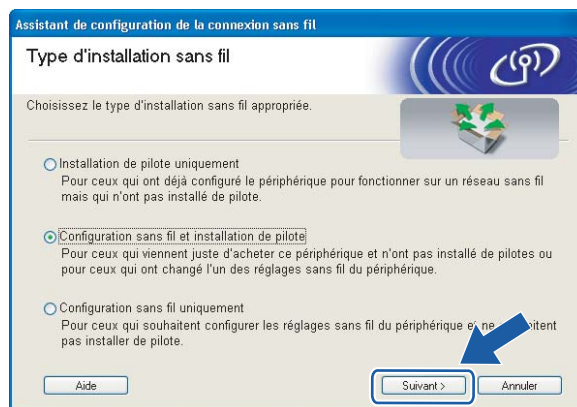 Assistant de configuration de la connexion sans fil
Type d'installation sans fil
Choisissez le type d'installation sans fil appropriée.
Installation de pilote uniquement
Pour ceux qui ont déjà configuré le périphérique pour fonctionner sur un réseau sans fil
mais qui n'ont pas installé de pilote.
Configuration sans fil et installation de pilote
Pour ceux qui viennent juste d'acheter ce périphérique et n'ont pas installé de pilotes ou
pour ceux qui ont changé l'un des réglages sans fil du périphérique.
Configuration sans fil uniquement
Pour ceux qui souhaitent configurer les réglages sans fil du périphérique et ne
pas installer de pilote.
Aide
Suivant >
Annuler